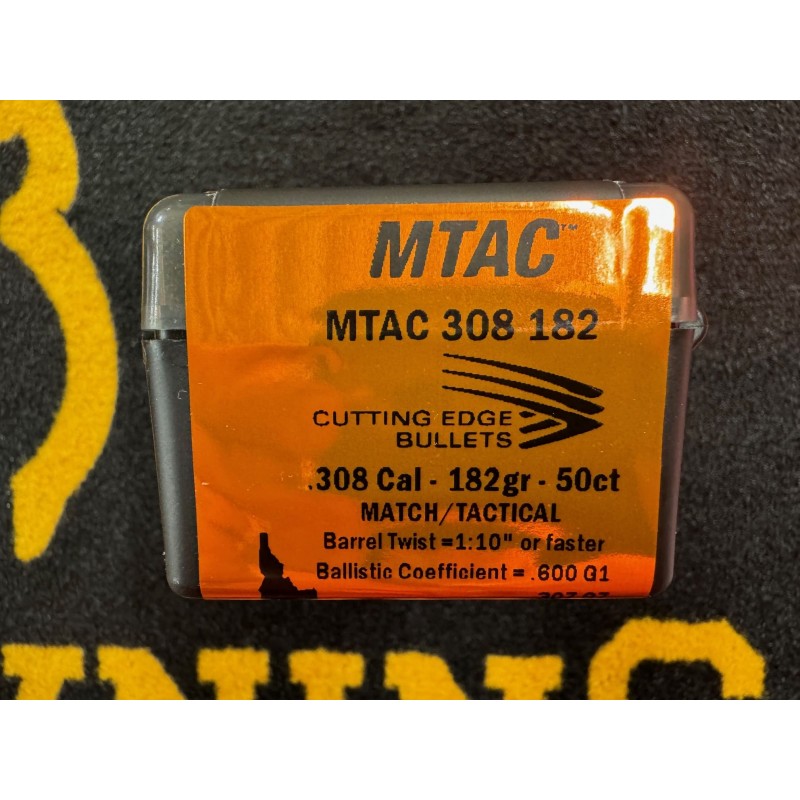 MTAC™
MTAC 308 182
CUTTING EDGE
BULLETS
.308 Cal - 182gr - 50ct
MATCH/TACTICAL
Barrel Twist =1:10" or faster
Ballistic Coefficient = .600 G1